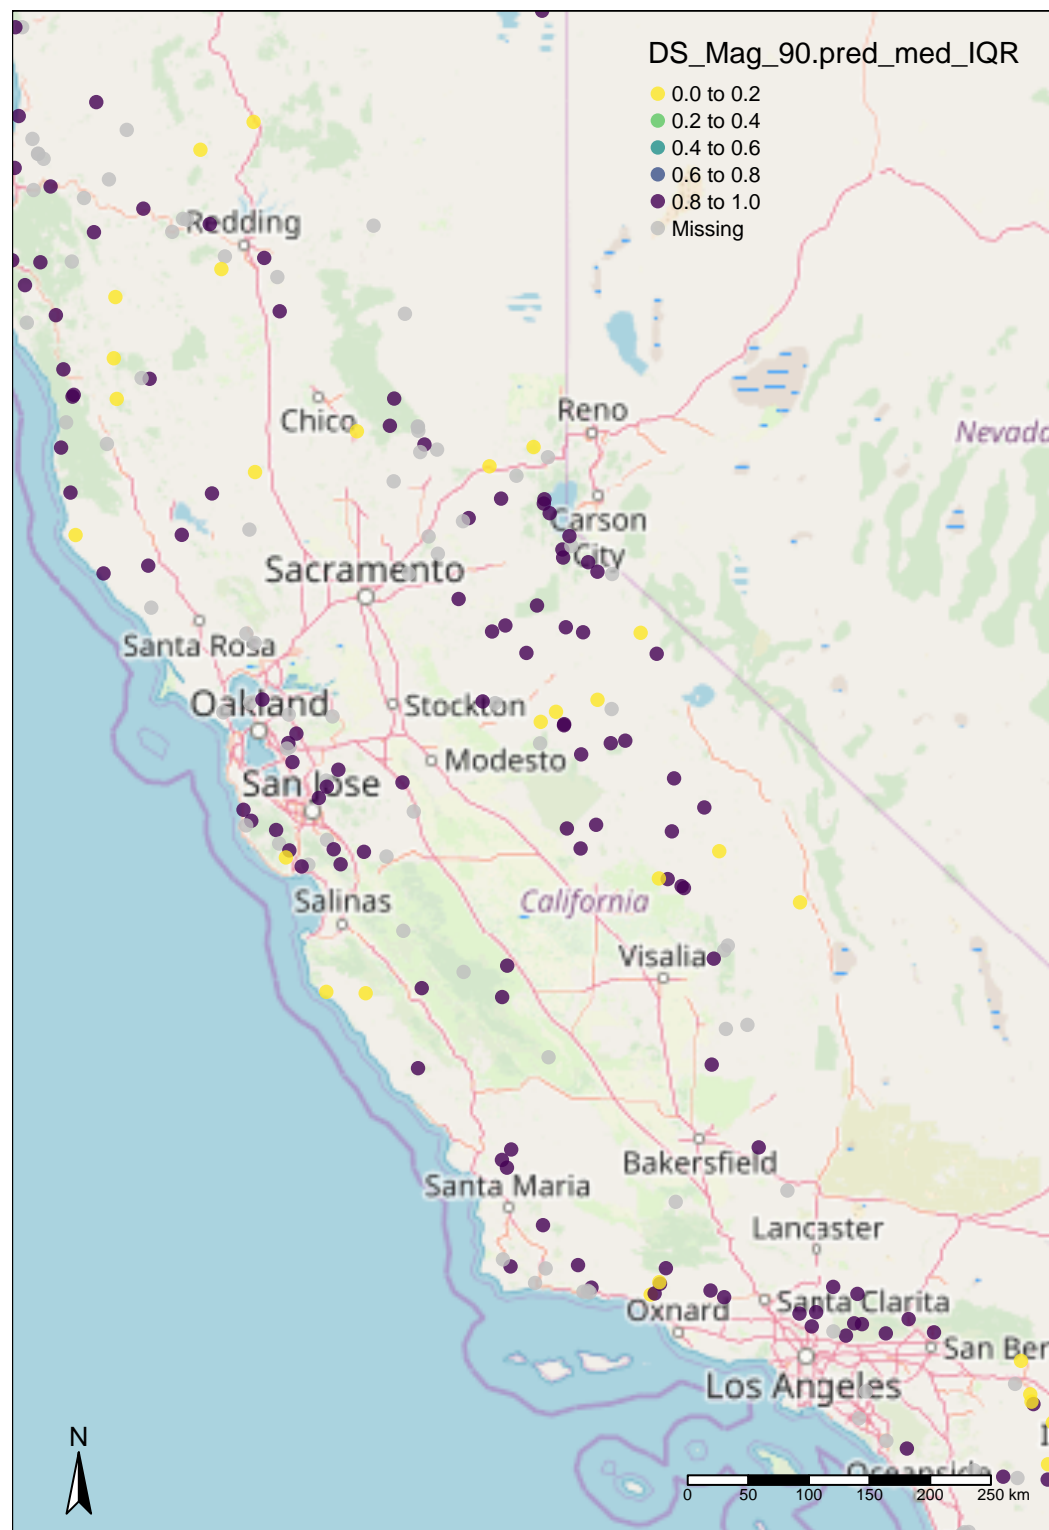 DS_Mag_90.pred_med_IQR
0.0 to 0.2
0.2 to 0.4
0.4 to 0.6
0.6 to 0.8
0.8 to 1.0
Missing
Redding
Chico
Reno
Nevada
Carson
City
Sacramento
Santa Rosa
Oakland
Stockton
Modesto
San Jose
Salinas
California
Visalia
Bakersfield
Santa Maria
Lancaster
Santa Clarita
Oxnard
San Ber
Los Angeles
Oceanside
N
0 50 100 150 200 250 km